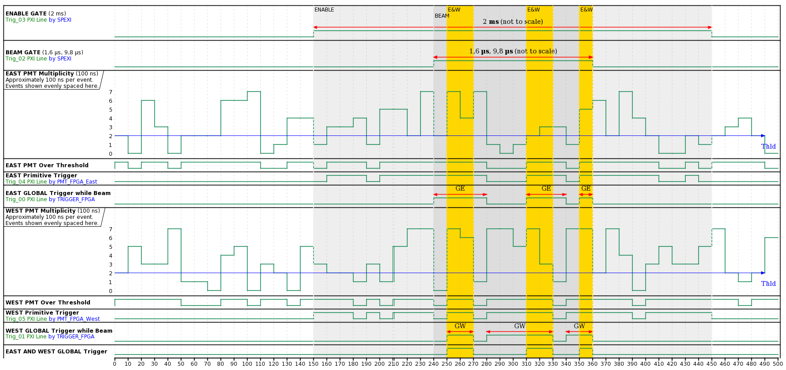 ENABLE GATE (2 ms)
Trig_03 PXI Line by SPEXI
ENABLE
E&W
E&W
E&W
BEAM
2 ms (not to scale)
BEAM GATE (1.6 µs, 9.8 µs)
Trig_02 PXI Line by SPEXI
1,6 µs, 9,8 µs (not to scale)
EAST PMT Multiplicity (100 ns)
Approximately 100 ns per event.
Events shown evenly spaced here.
7
6
5
4
3
2
1
0
Thld
EAST PMT Over Threshold
EAST Primitive Trigger
Trig_04 PXI Line by PMT_FPGA_East
EAST GLOBAL Trigger while Beam
Trig_00 PXI Line by TRIGGER_FPGA
GE
GE
GE
WEST PMT Multiplicity (100 ns)
Approximately 100 ns per event.
Events shown evenly spaced here.
7
6
5
4
3
2
1
0
Thld
WEST PMT Over Threshold
WEST Primitive Trigger
Trig_05 PXI Line by PMT_FPGA_West
WEST GLOBAL Trigger while Beam
Trig_01 PXI Line by TRIGGER_FPGA
GW
GW
GW
EAST AND WEST GLOBAL Trigger
0 10 20 30 40 50 60 70 80 90 100 110 120 130 140 150 160 170 180 190 200 210 220 230 240 250 260 270 280 290 300 310 320 330 340 350 360 370 380 390 400 410 420 430 440 450 460 470 480 490 500